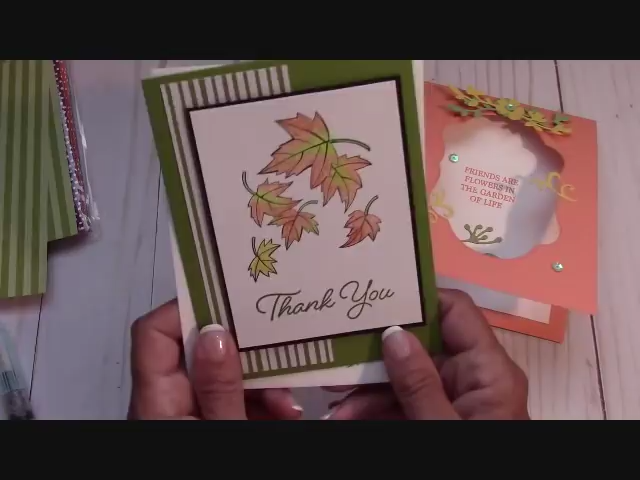 Thank You
FRIENDS ARE
FLOWERS IN
THE GARDEN
OF LIFE